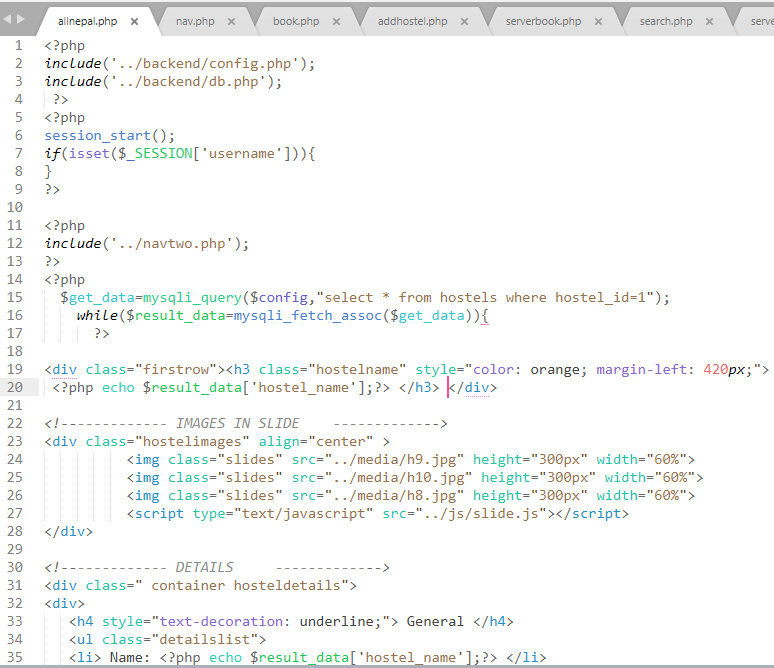 allnepal.php × nav.php × book.php × addhostel.php × serverbook.php × search.php × serve
1 <?php
2 include('../backend/config.php');
3 include('../backend/db.php');
4 ?>
5 <?php
6 session_start();
7 if(isset($_SESSION['username'])){
8 }
9 ?>
10
11 <?php
12 include('../navtwo.php');
13 ?>
14 <?php
15 $get_data=mysqli_query($config,"select * from hostels where hostel_id=1");
16 while($result_data=mysqli_fetch_assoc($get_data)){
17 ?>
18
19 <div class="firstrow"><h3 class="hostelname" style="color: orange; margin-left: 420px;">
20 <?php echo $result_data['hostel_name'];?> </h3> </div>
21
22 <!------------- IMAGES IN SLIDE ------------->
23 <div class="hostelimages" align="center" >
24 <img class="slides" src="../media/h9.jpg" height="300px" width="60%">
25 <img class="slides" src="../media/h10.jpg" height="300px" width="60%">
26 <img class="slides" src="../media/h8.jpg" height="300px" width="60%">
27 <script type="text/javascript" src="../js/slide.js"></script>
28 </div>
29
30 <!------------- DETAILS ------------->
31 <div class=" container hosteldetails">
32 <div>
33 <h4 style="text-decoration: underline;"> General </h4>
34 <ul class="detailslist">
35 <li> Name: <?php echo $result_data['hostel_name'];?> </li>